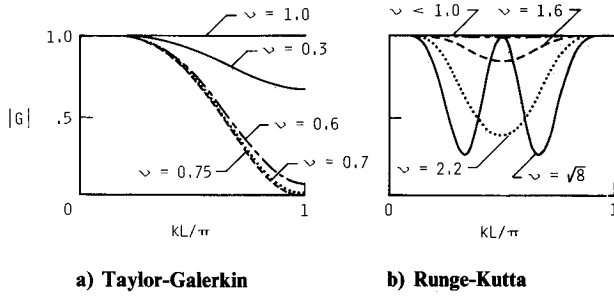 ν = 1.0
ν = 0.3
1.0
|G|
.5
0
ν = 0.6
ν = 0.7
ν = 0.75
0
1
kL/π
a) Taylor-Galerkin
ν < 1.0
ν = 1.6
ν = 2.2
ν = √8
0
1
kL/π
b) Runge-Kutta